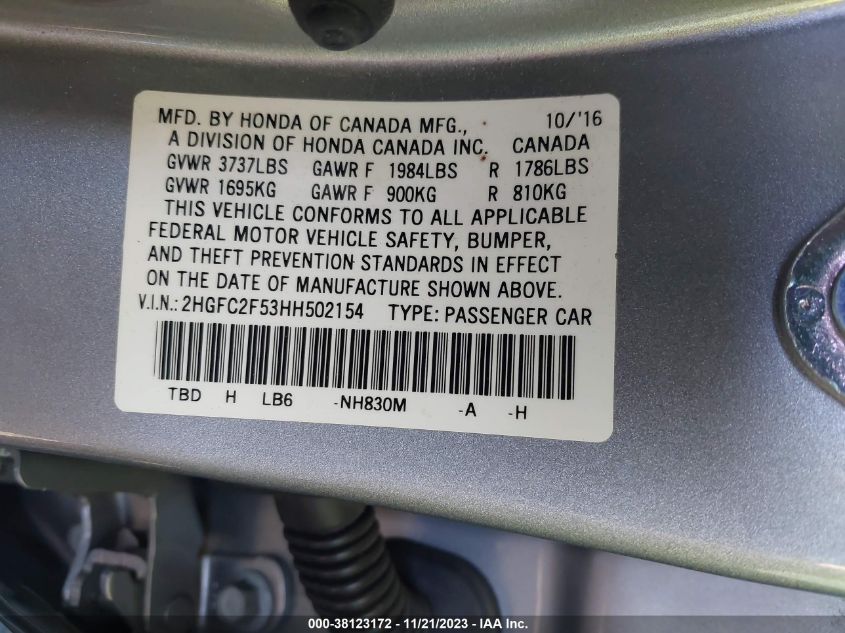 MFD. BY HONDA OF CANADA MFG., 10/'16
A DIVISION OF HONDA CANADA INC. CANADA
GVWR 3737LBS GAWR F 1984LBS R 1786LBS
GVWR 1695KG GAWR F 900KG R 810KG
THIS VEHICLE CONFORMS TO ALL APPLICABLE
FEDERAL MOTOR VEHICLE SAFETY, BUMPER,
AND THEFT PREVENTION STANDARDS IN EFFECT
ON THE DATE OF MANUFACTURE SHOWN ABOVE.
V.I.N.: 2HGFC2F53HH502154 TYPE: PASSENGER CAR
TBD H LB6 -NH830M -A -H
000-38123172 — 11/21/2023 — IAA Inc.